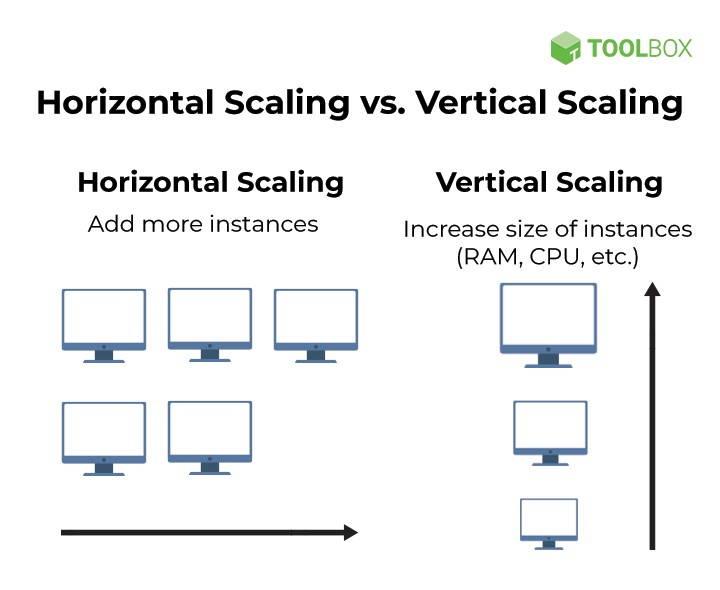 TOOLBOX
Horizontal Scaling vs. Vertical Scaling
Horizontal Scaling
Add more instances
Vertical Scaling
Increase size of instances
(RAM, CPU, etc.)